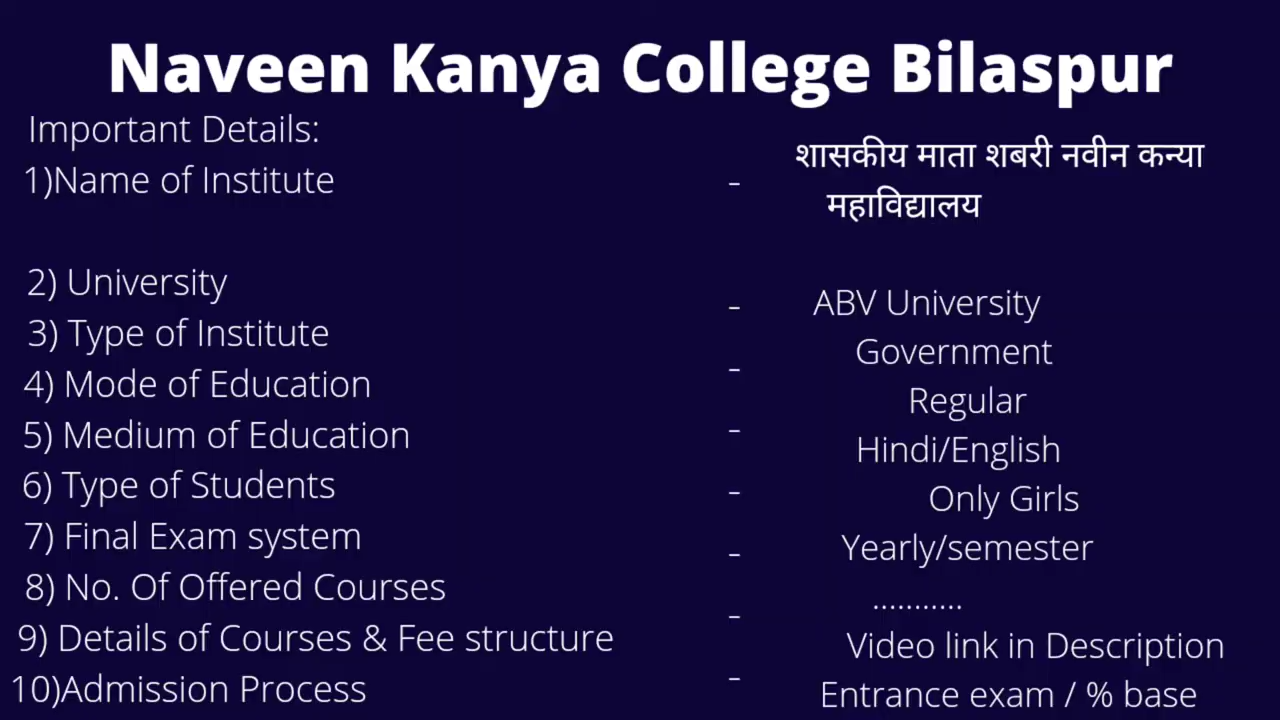 Naveen Kanya College Bilaspur
Important Details:
1)Name of Institute - शासकीय माता शबरी नवीन कन्या
महाविद्यालय
2) University - ABV University
3) Type of Institute - Government
4) Mode of Education - Regular
5) Medium of Education - Hindi/English
6) Type of Students - Only Girls
7) Final Exam system - Yearly/semester
8) No. Of Offered Courses - ...........
9) Details of Courses & Fee structure - Video link in Description
10)Admission Process Entrance exam / % base